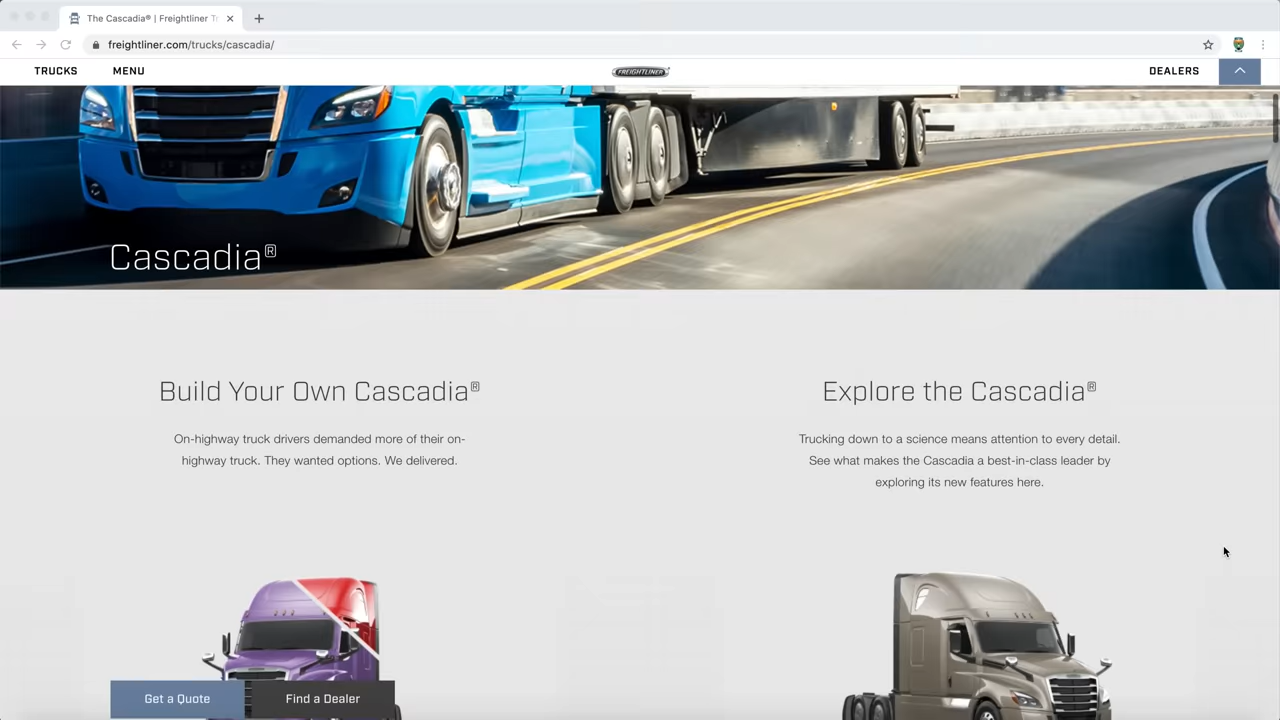 The Cascadia® | Freightliner Tr
freightliner.com/trucks/cascadia/
TRUCKS
MENU
FREIGHTLINER
DEALERS
Cascadia®
Build Your Own Cascadia®
On-highway truck drivers demanded more of their on-
highway truck. They wanted options. We delivered.
Explore the Cascadia®
Trucking down to a science means attention to every detail.
See what makes the Cascadia a best-in-class leader by
exploring its new features here.
Get a Quote
Find a Dealer